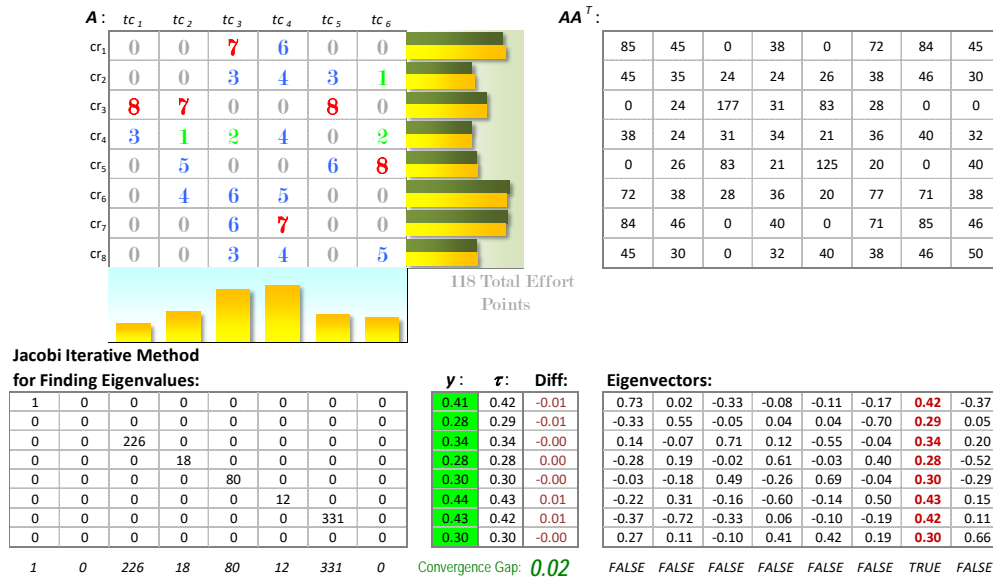 A: tc 1 tc 2 tc 3 tc 4 tc 5 tc 6 AA T:
cr1 0 0 7 6 0 0 85 45 0 38 0 72 84 45
cr2 0 0 3 4 3 1 45 35 24 24 26 38 46 30
cr3 8 7 0 0 8 0 0 24 177 31 83 28 0 0
cr4 3 1 2 4 0 2 38 24 31 34 21 36 40 32
cr5 0 5 0 0 6 8 0 26 83 21 125 20 0 40
cr6 0 4 6 5 0 0 72 38 28 36 20 77 71 38
cr7 0 0 6 7 0 0 84 46 0 40 0 71 85 46
cr8 0 0 3 4 0 5 45 30 0 32 40 38 46 50
118 Total Effort
Points
Jacobi Iterative Method
for Finding Eigenvalues: y: τ: Diff: Eigenvectors:
1 0 0 0 0 0 0 0 0.41 0.42 -0.01 0.73 0.02 -0.33 -0.08 -0.11 -0.17 0.42 -0.37
0 0 0 0 0 0 0 0 0.28 0.29 -0.01 -0.33 0.55 -0.05 0.04 0.04 -0.70 0.29 0.05
0 0 226 0 0 0 0 0 0.34 0.34 -0.00 0.14 -0.07 0.71 0.12 -0.55 -0.04 0.34 0.20
0 0 0 18 0 0 0 0 0.28 0.28 0.00 -0.28 0.19 -0.02 0.61 -0.03 0.40 0.28 -0.52
0 0 0 0 80 0 0 0 0.30 0.30 -0.00 -0.03 -0.18 0.49 -0.26 0.69 -0.04 0.30 -0.29
0 0 0 0 0 12 0 0 0.44 0.43 0.01 -0.22 0.31 -0.16 -0.60 -0.14 0.50 0.43 0.15
0 0 0 0 0 0 331 0 0.43 0.42 0.01 -0.37 -0.72 -0.33 0.06 -0.10 -0.19 0.42 0.11
0 0 0 0 0 0 0 0 0.30 0.30 -0.00 0.27 0.11 -0.10 0.41 0.42 0.19 0.30 0.66
1 0 226 18 80 12 331 0 Convergence Gap: 0.02 FALSE FALSE FALSE FALSE FALSE FALSE TRUE FALSE